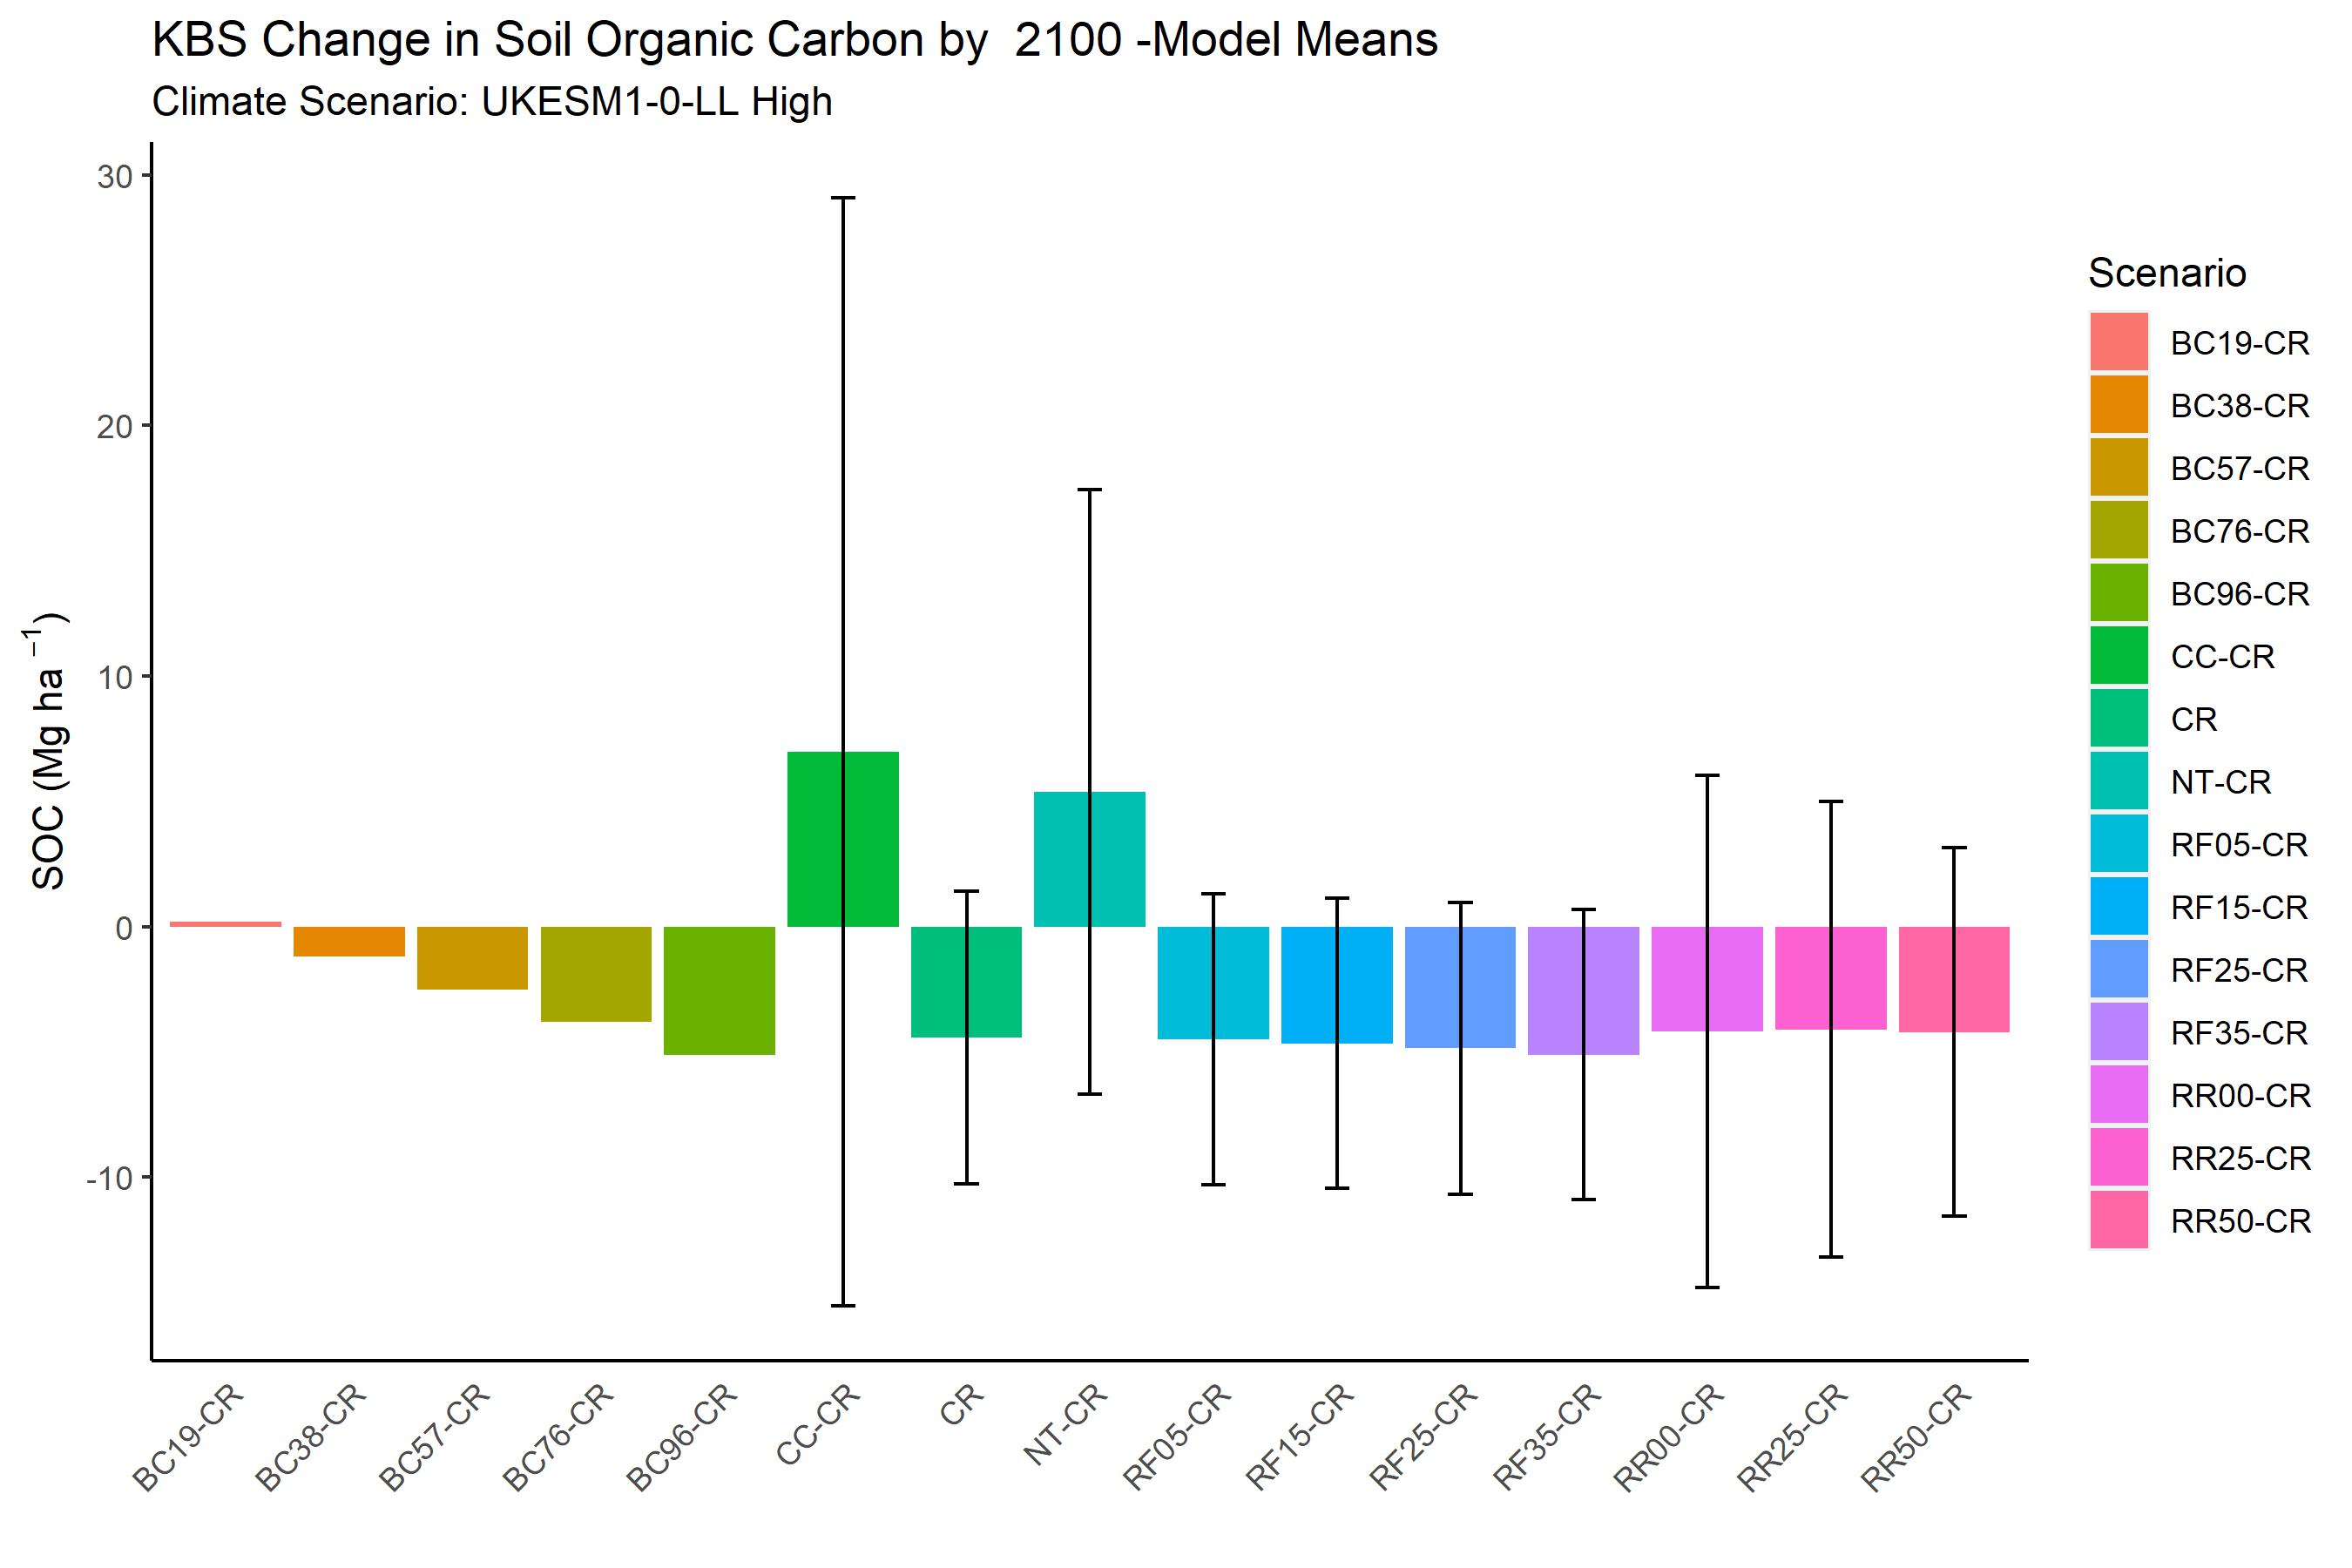 KBS Change in Soil Organic Carbon by  2100 -Model Means
Climate Scenario: UKESM1-0-LL High
SOC (Mg ha ⁻¹)
30
20
10
0
-10
BC19-CR
BC38-CR
BC57-CR
BC76-CR
BC96-CR
CC-CR
CR
NT-CR
RF05-CR
RF15-CR
RF25-CR
RF35-CR
RR00-CR
RR25-CR
RR50-CR
Scenario
BC19-CR
BC38-CR
BC57-CR
BC76-CR
BC96-CR
CC-CR
CR
NT-CR
RF05-CR
RF15-CR
RF25-CR
RF35-CR
RR00-CR
RR25-CR
RR50-CR